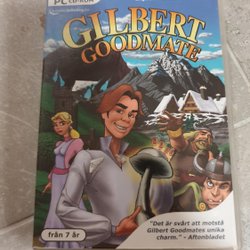 PC CD-ROM
GILBERT
GOODMATE
från 7 år
"Det är svårt att motstå
Gilbert Goodmates unika
charm." - Aftonbladet